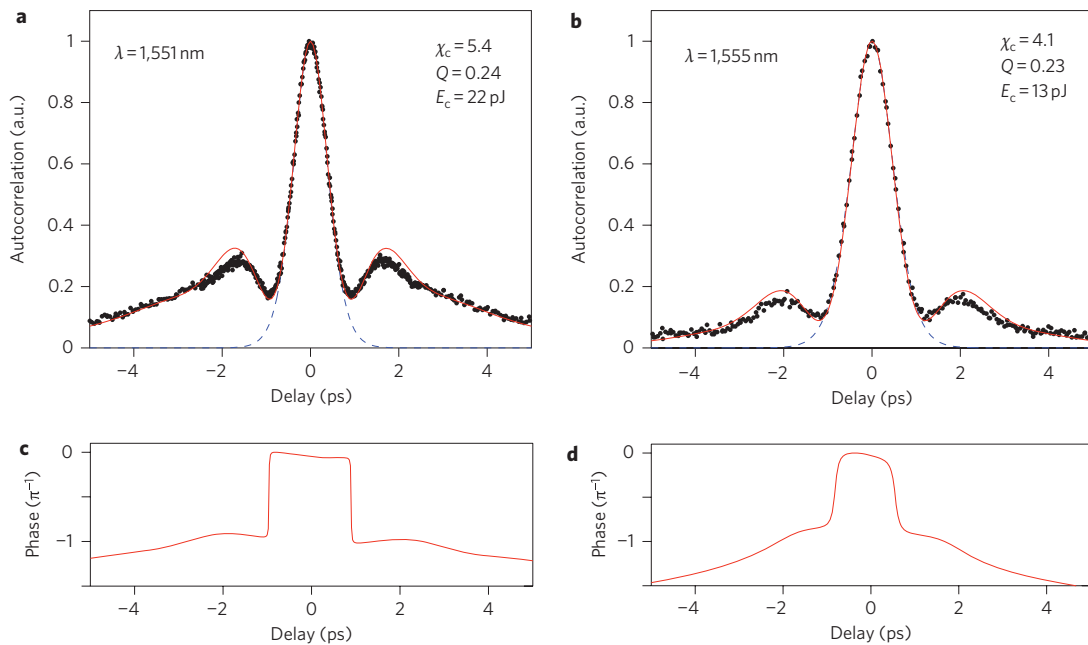 a
λ = 1,551 nm
χc = 5.4
Q = 0.24
Ec = 22 pJ
Autocorrelation (a.u.)
1
0.8
0.6
0.4
0.2
0
−4 −2 0 2 4
Delay (ps)
b
λ = 1,555 nm
χc = 4.1
Q = 0.23
Ec = 13 pJ
Autocorrelation (a.u.)
1
0.8
0.6
0.4
0.2
0
−4 −2 0 2 4
Delay (ps)
c
Phase (π⁻¹)
0
−1
−4 −2 0 2 4
Delay (ps)
d
Phase (π⁻¹)
0
−1
−4 −2 0 2 4
Delay (ps)